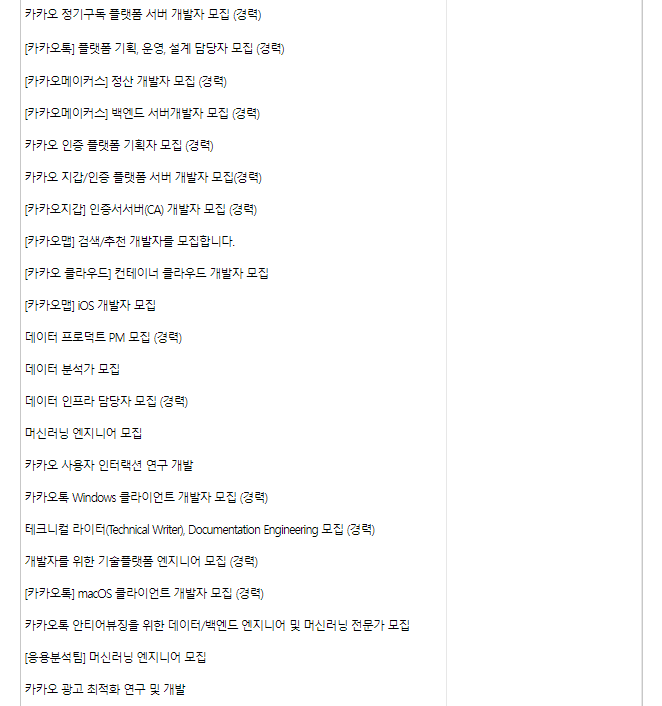 카카오 정기구독 플랫폼 서버 개발자 모집 (경력)
[카카오톡] 플랫폼 기획, 운영, 설계 담당자 모집 (경력)
[카카오메이커스] 정산 개발자 모집 (경력)
[카카오메이커스] 백엔드 서버개발자 모집 (경력)
카카오 인증 플랫폼 기획자 모집 (경력)
카카오 지갑/인증 플랫폼 서버 개발자 모집(경력)
[카카오지갑] 인증서서버(CA) 개발자 모집 (경력)
[카카오맵] 검색/추천 개발자를 모집합니다.
[카카오 클라우드] 컨테이너 클라우드 개발자 모집
[카카오맵] iOS 개발자 모집
데이터 프로덕트 PM 모집 (경력)
데이터 분석가 모집
데이터 인프라 담당자 모집 (경력)
머신러닝 엔지니어 모집
카카오 사용자 인터랙션 연구 개발
카카오톡 Windows 클라이언트 개발자 모집 (경력)
테크니컬 라이터(Technical Writer), Documentation Engineering 모집 (경력)
개발자를 위한 기술플랫폼 엔지니어 모집 (경력)
[카카오톡] macOS 클라이언트 개발자 모집 (경력)
카카오톡 안티어뷰징을 위한 데이터/백엔드 엔지니어 및 머신러닝 전문가 모집
[응용분석팀] 머신러닝 엔지니어 모집
카카오 광고 최적화 연구 및 개발